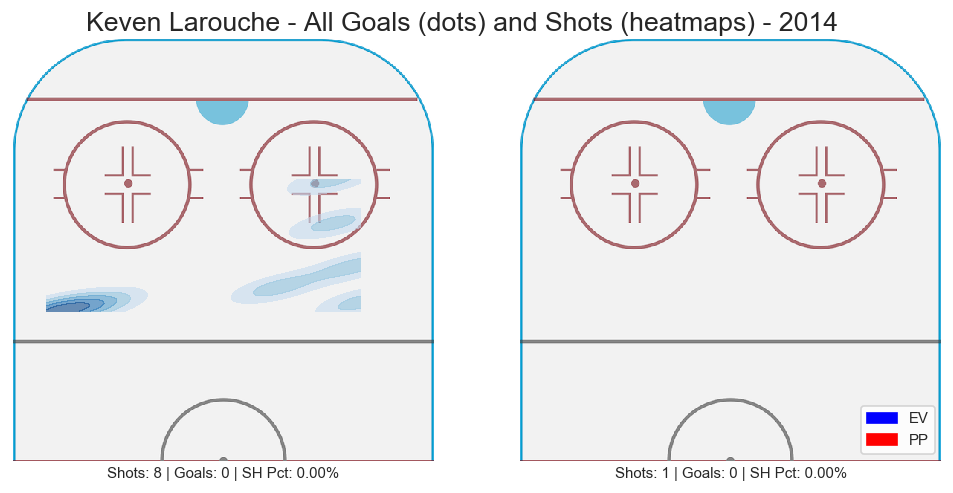 Keven Larouche - All Goals (dots) and Shots (heatmaps) - 2014
EV
PP
Shots: 8 | Goals: 0 | SH Pct: 0.00%
Shots: 1 | Goals: 0 | SH Pct: 0.00%